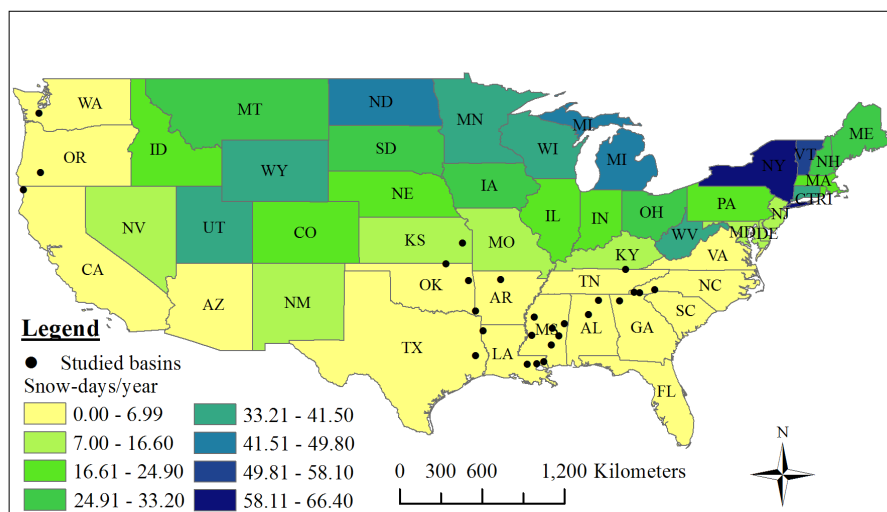 WA
MT
ND
MN
ME
MI
VT
NH
OR
ID
SD
WI
MI
NY
MA
WY
CT RI
NE
IA
PA
NJ
NV
UT
CO
IL
IN
OH
MD DE
KS
MO
KY
WV
VA
CA
AZ
NM
OK
AR
TN
NC
SC
MS
AL
GA
TX
LA
FL
Legend
Studied basins
Snow-days/year
0.00 - 6.99
7.00 - 16.60
16.61 - 24.90
24.91 - 33.20
33.21 - 41.50
41.51 - 49.80
49.81 - 58.10
58.11 - 66.40
0 300 600 1,200 Kilometers
N